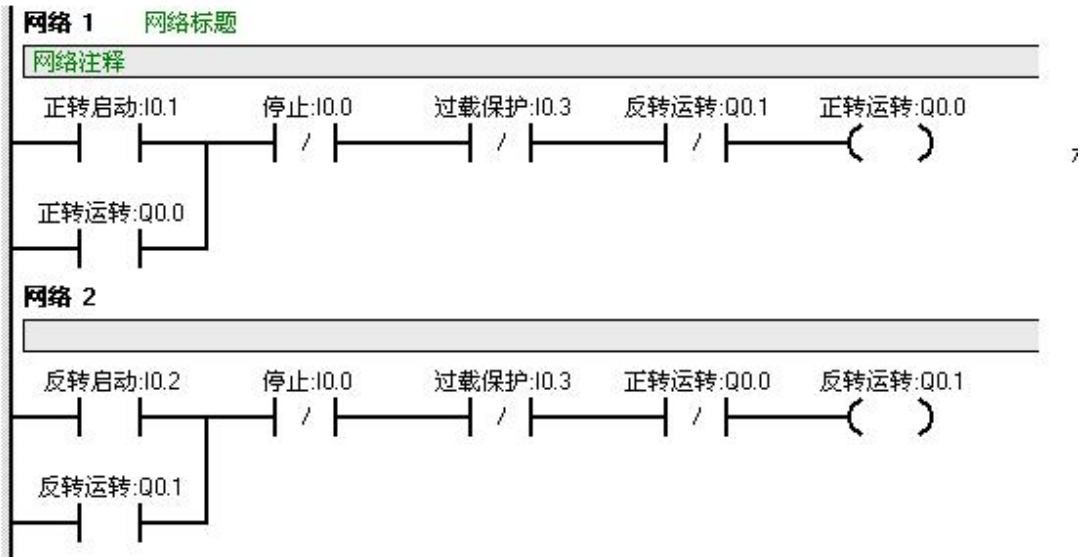 网络 1 网络标题
网络注释
正转启动:I0.1 停止:I0.0 过载保护:I0.3 反转运转:Q0.1 正转运转:Q0.0
正转运转:Q0.0
网络 2
反转启动:I0.2 停止:I0.0 过载保护:I0.3 正转运转:Q0.0 反转运转:Q0.1
反转运转:Q0.1